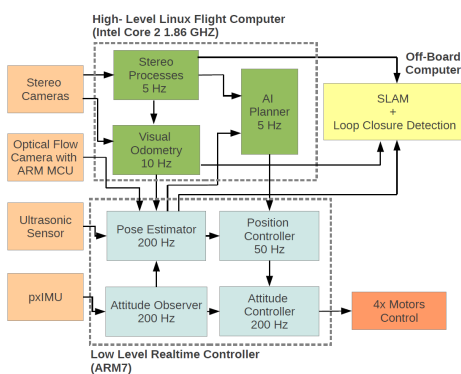 High- Level Linux Flight Computer
(Intel Core 2 1.86 GHZ)
Off-Board
Computer
Stereo
Cameras
Stereo
Processes
5 Hz
AI
Planner
5 Hz
SLAM
+
Loop Closure Detection
Visual
Odometry
10 Hz
Optical Flow
Camera with
ARM MCU
Ultrasonic
Sensor
Pose Estimator
200 Hz
Position
Controller
50 Hz
pxIMU
Attitude Observer
200 Hz
Attitude
Controller
200 Hz
4x Motors
Control
Low Level Realtime Controller
(ARM7)